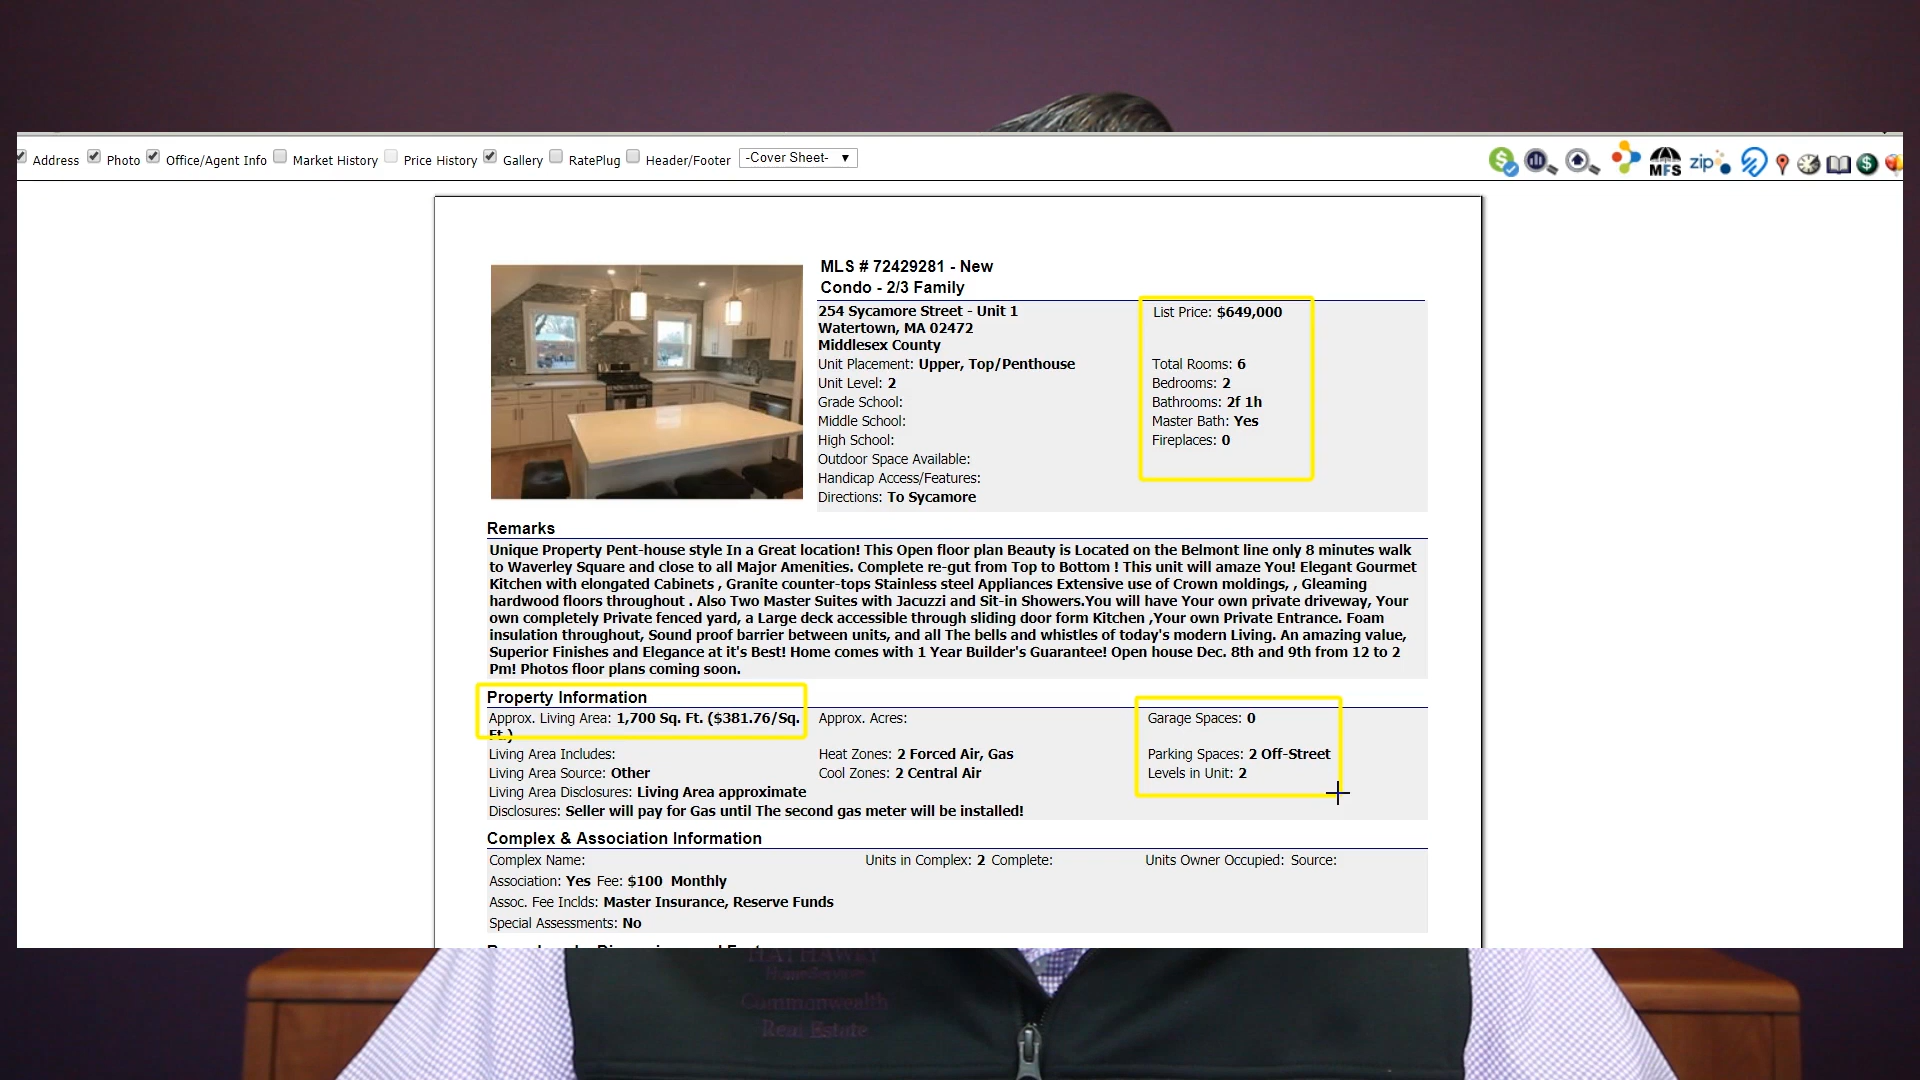 Address Photo Office/Agent Info Market History Price History Gallery RatePlug Header/Footer -Cover Sheet-
MFS zip
MLS # 72429281 - New
Condo - 2/3 Family
254 Sycamore Street - Unit 1
Watertown, MA 02472
Middlesex County
Unit Placement: Upper, Top/Penthouse
Unit Level: 2
Grade School:
Middle School:
High School:
Outdoor Space Available:
Handicap Access/Features:
Directions: To Sycamore
List Price: $649,000
Total Rooms: 6
Bedrooms: 2
Bathrooms: 2f 1h
Master Bath: Yes
Fireplaces: 0
Remarks
Unique Property Pent-house style In a Great location! This Open floor plan Beauty is Located on the Belmont line only 8 minutes walk
to Waverley Square and close to all Major Amenities. Complete re-gut from Top to Bottom ! This unit will amaze You! Elegant Gourmet
Kitchen with elongated Cabinets , Granite counter-tops Stainless steel Appliances Extensive use of Crown moldings, , Gleaming
hardwood floors throughout . Also Two Master Suites with Jacuzzi and Sit-in Showers.You will have Your own private driveway, Your
own completely Private fenced yard, a Large deck accessible through sliding door form Kitchen ,Your own Private Entrance. Foam
insulation throughout, Sound proof barrier between units, and all The bells and whistles of today's modern Living. An amazing value,
Superior Finishes and Elegance at it's Best! Home comes with 1 Year Builder's Guarantee! Open house Dec. 8th and 9th from 12 to 2
Pm! Photos floor plans coming soon.
Property Information
Approx. Living Area: 1,700 Sq. Ft. ($381.76/Sq.
Ft.)
Living Area Includes:
Living Area Source: Other
Living Area Disclosures: Living Area approximate
Disclosures: Seller will pay for Gas until The second gas meter will be installed!
Approx. Acres:
Heat Zones: 2 Forced Air, Gas
Cool Zones: 2 Central Air
Garage Spaces: 0
Parking Spaces: 2 Off-Street
Levels in Unit: 2
Complex & Association Information
Complex Name: Units in Complex: 2 Complete: Units Owner Occupied: Source:
Association: Yes Fee: $100 Monthly
Assoc. Fee Inclds: Master Insurance, Reserve Funds
Special Assessments: No
HATHAWAY
HomeServices
Commonwealth
Real Estate